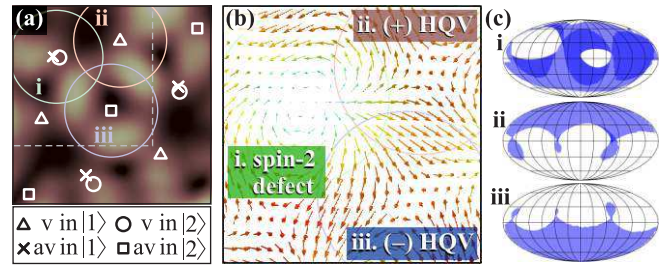 (a)
ii
i
iii
△ v in |1⟩ ○ v in |2⟩
× av in |1⟩ □ av in |2⟩
(b)
ii. (+) HQV
i. spin-2
defect
iii. (−) HQV
(c)
i
ii
iii